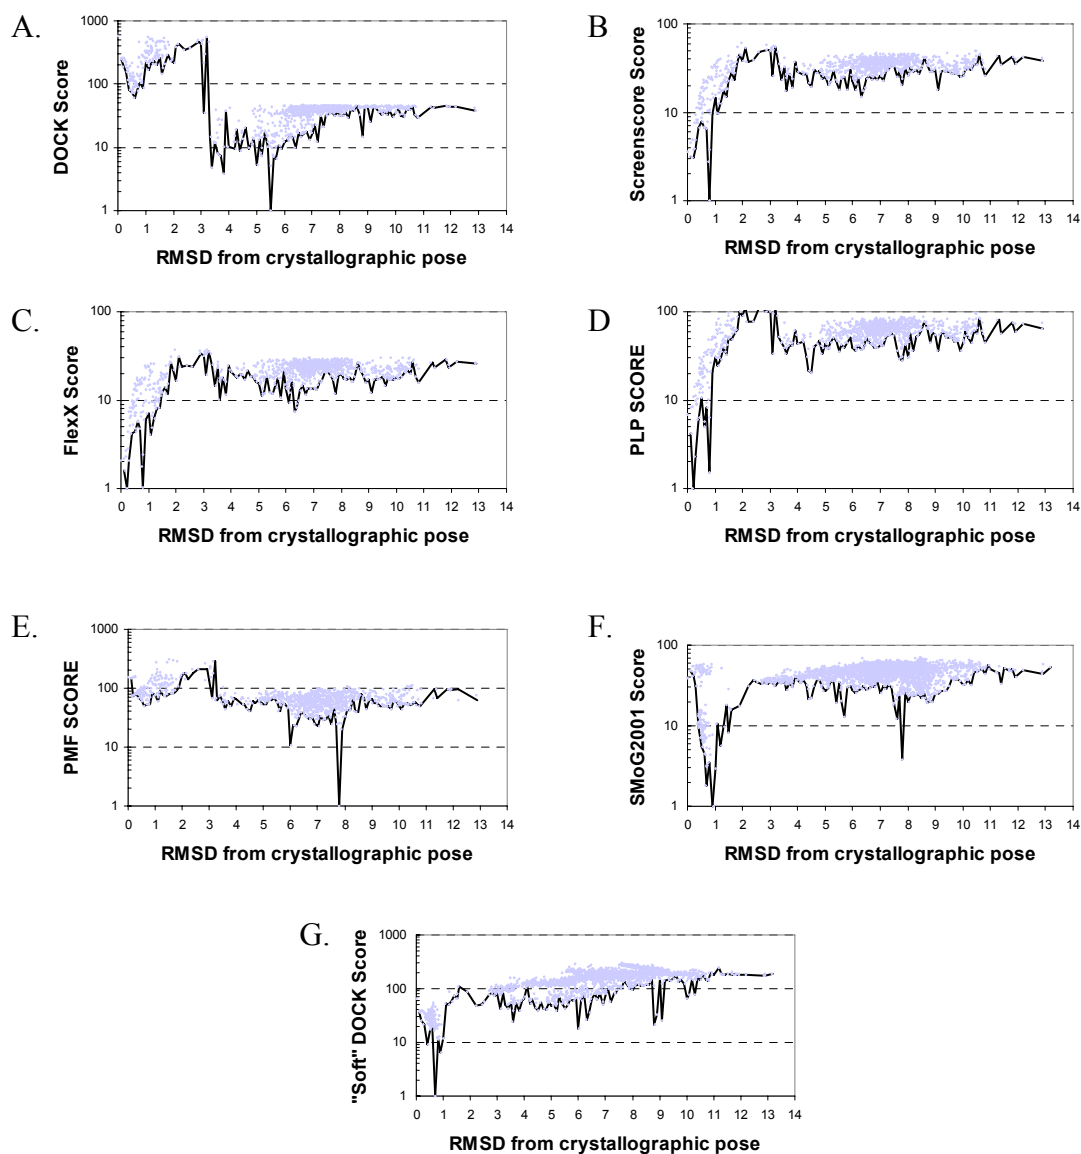 A.
1000
100
10
1
DOCK Score
0 1 2 3 4 5 6 7 8 9 10 11 12 13 14
RMSD from crystallographic pose
B
100
10
1
Screenscore Score
0 1 2 3 4 5 6 7 8 9 10 11 12 13 14
RMSD from crystallographic pose
C.
100
10
1
FlexX Score
0 1 2 3 4 5 6 7 8 9 10 11 12 13 14
RMSD from crystallographic pose
D
100
10
1
PLP SCORE
0 1 2 3 4 5 6 7 8 9 10 11 12 13 14
RMSD from crystallographic pose
E.
1000
100
10
1
PMF SCORE
0 1 2 3 4 5 6 7 8 9 10 11 12 13 14
RMSD from crystallographic pose
F.
100
10
1
SMoG2001 Score
0 1 2 3 4 5 6 7 8 9 10 11 12 13 14
RMSD from crystallographic pose
G.
1000
100
10
1
"Soft" DOCK Score
0 1 2 3 4 5 6 7 8 9 10 11 12 13 14
RMSD from crystallographic pose